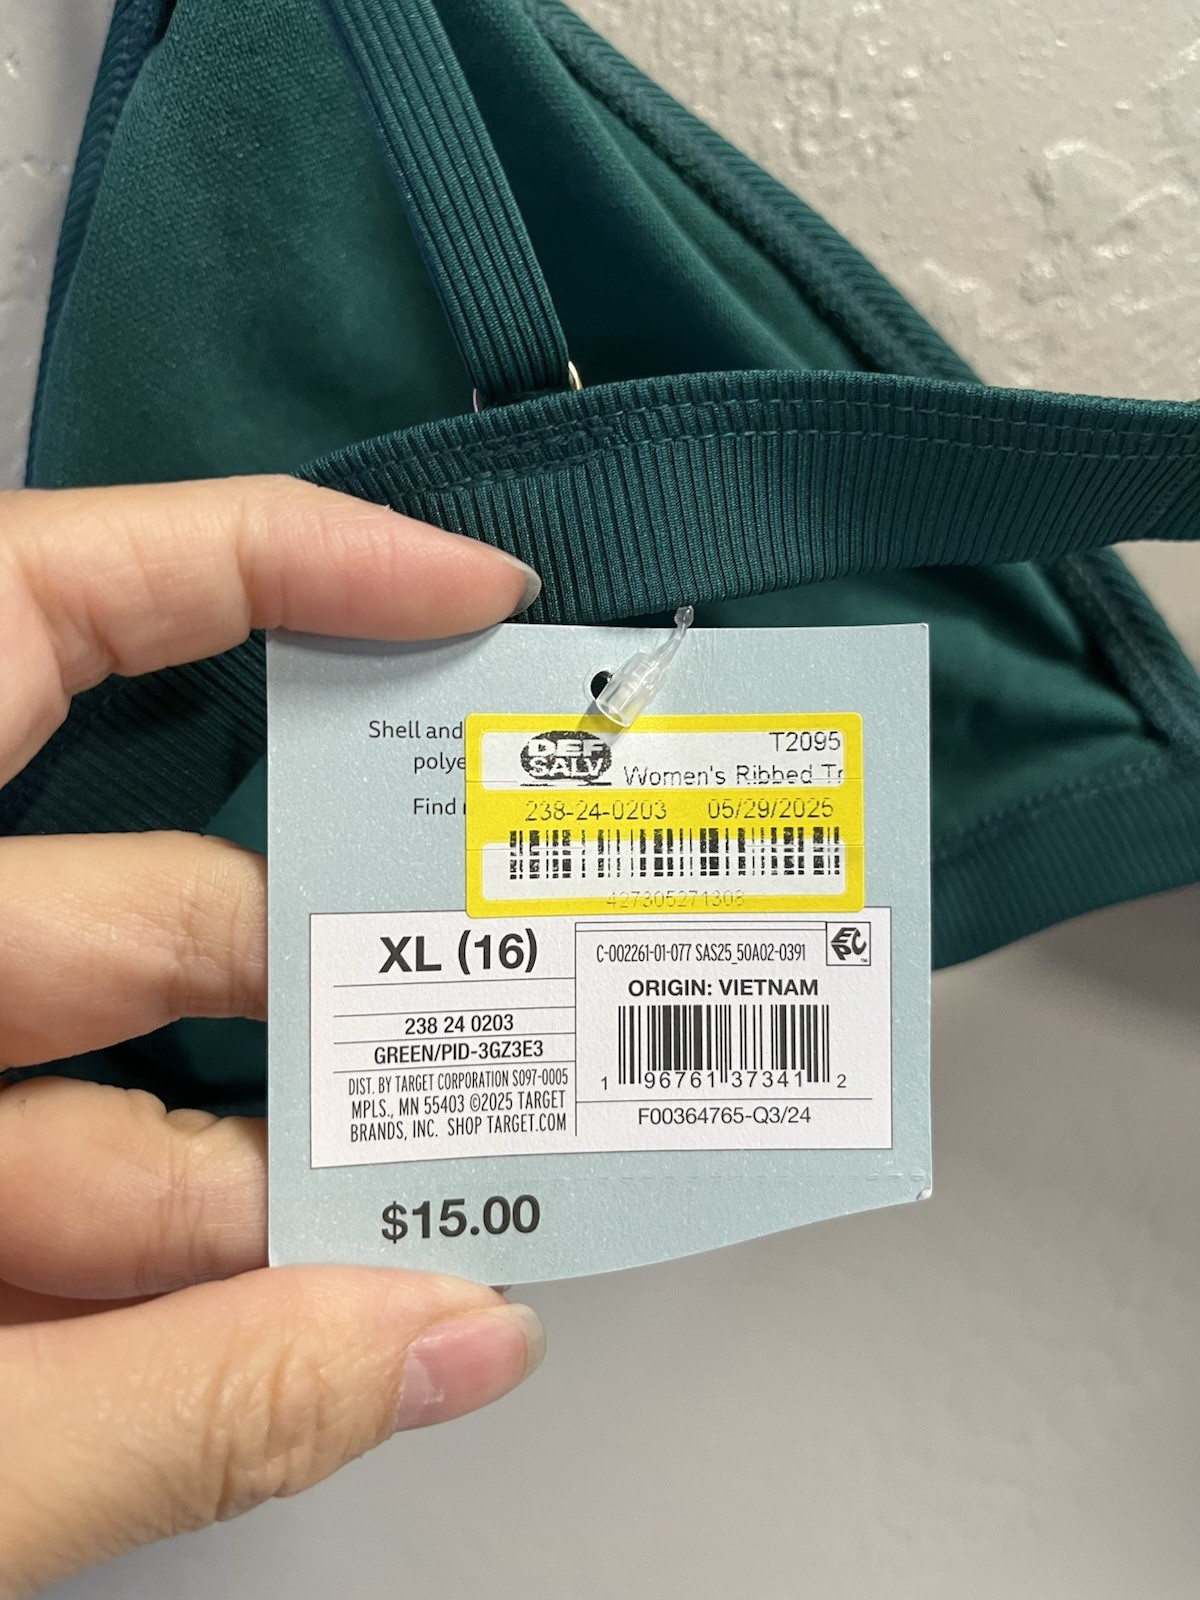 Shell and
polye
Find
DEF
SALV
T2095
Women's Ribbed Tr
238-24-0203 05/29/2025
427305271308
XL (16)
238 24 0203
GREEN/PID-3GZ3E3
DIST. BY TARGET CORPORATION S097-0005
MPLS., MN 55403 ©2025 TARGET
BRANDS, INC. SHOP TARGET.COM
C-002261-01-077 SAS25_50A02-0391
EPC™
ORIGIN: VIETNAM
1 96761 37341 2
F00364765-Q3/24
$15.00